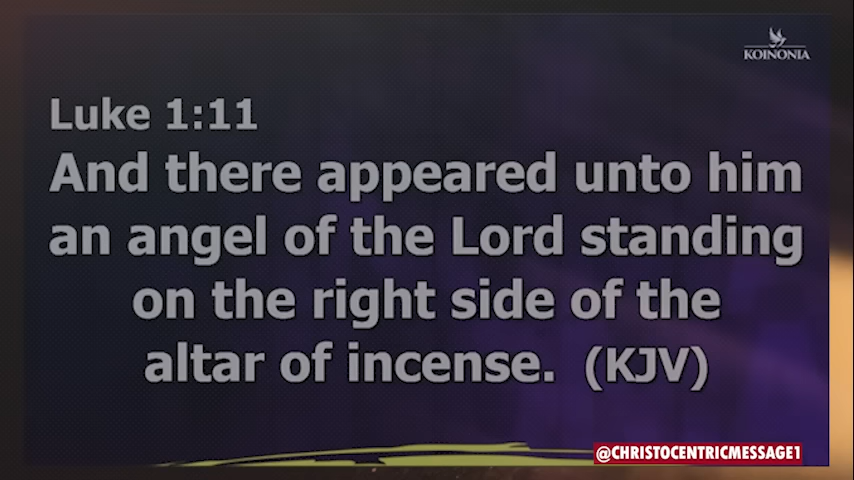 KOINONIA
Luke 1:11
And there appeared unto him
an angel of the Lord standing
on the right side of the
altar of incense. (KJV)
@CHRISTOCENTRICMESSAGE1